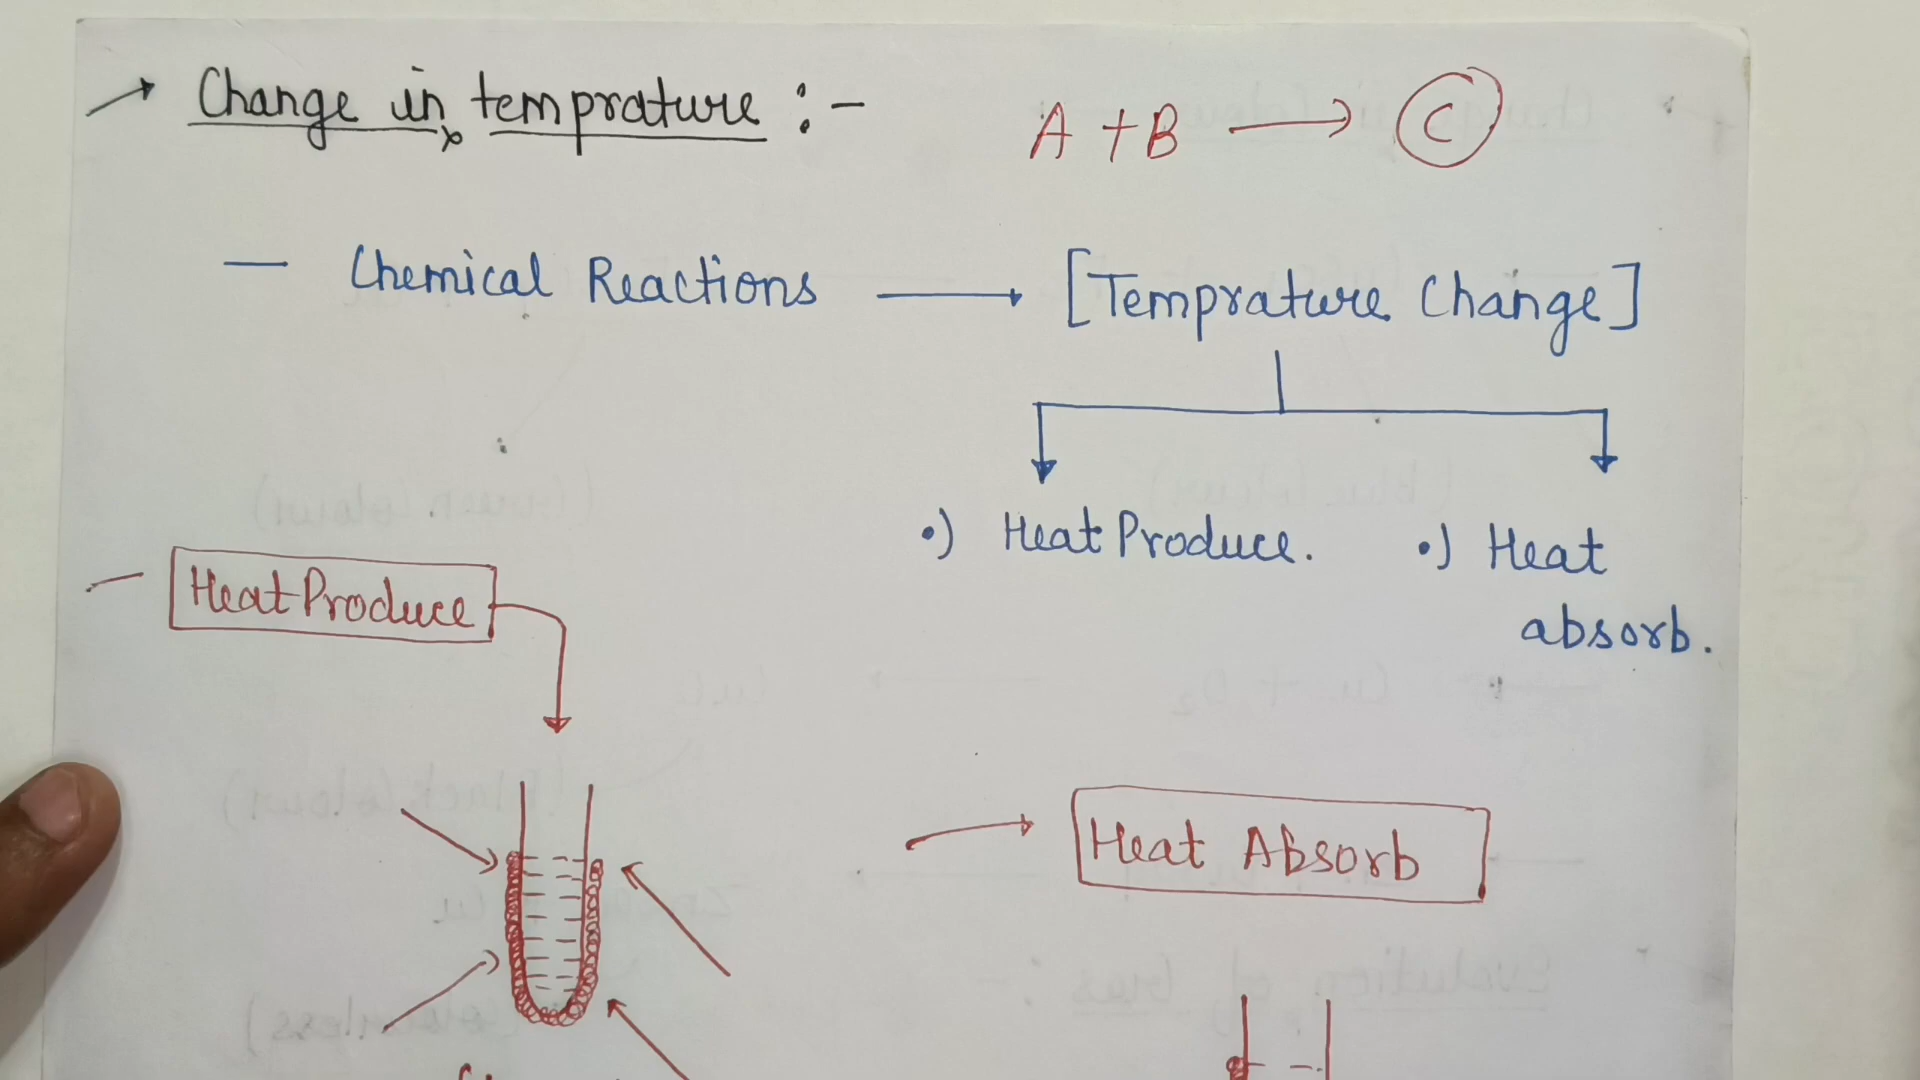 → Change in temprature :-
A + B → C
— Chemical Reactions → [Temprature Change]
•) Heat Produce. •) Heat
absorb.
— Heat Produce
→ Heat Absorb